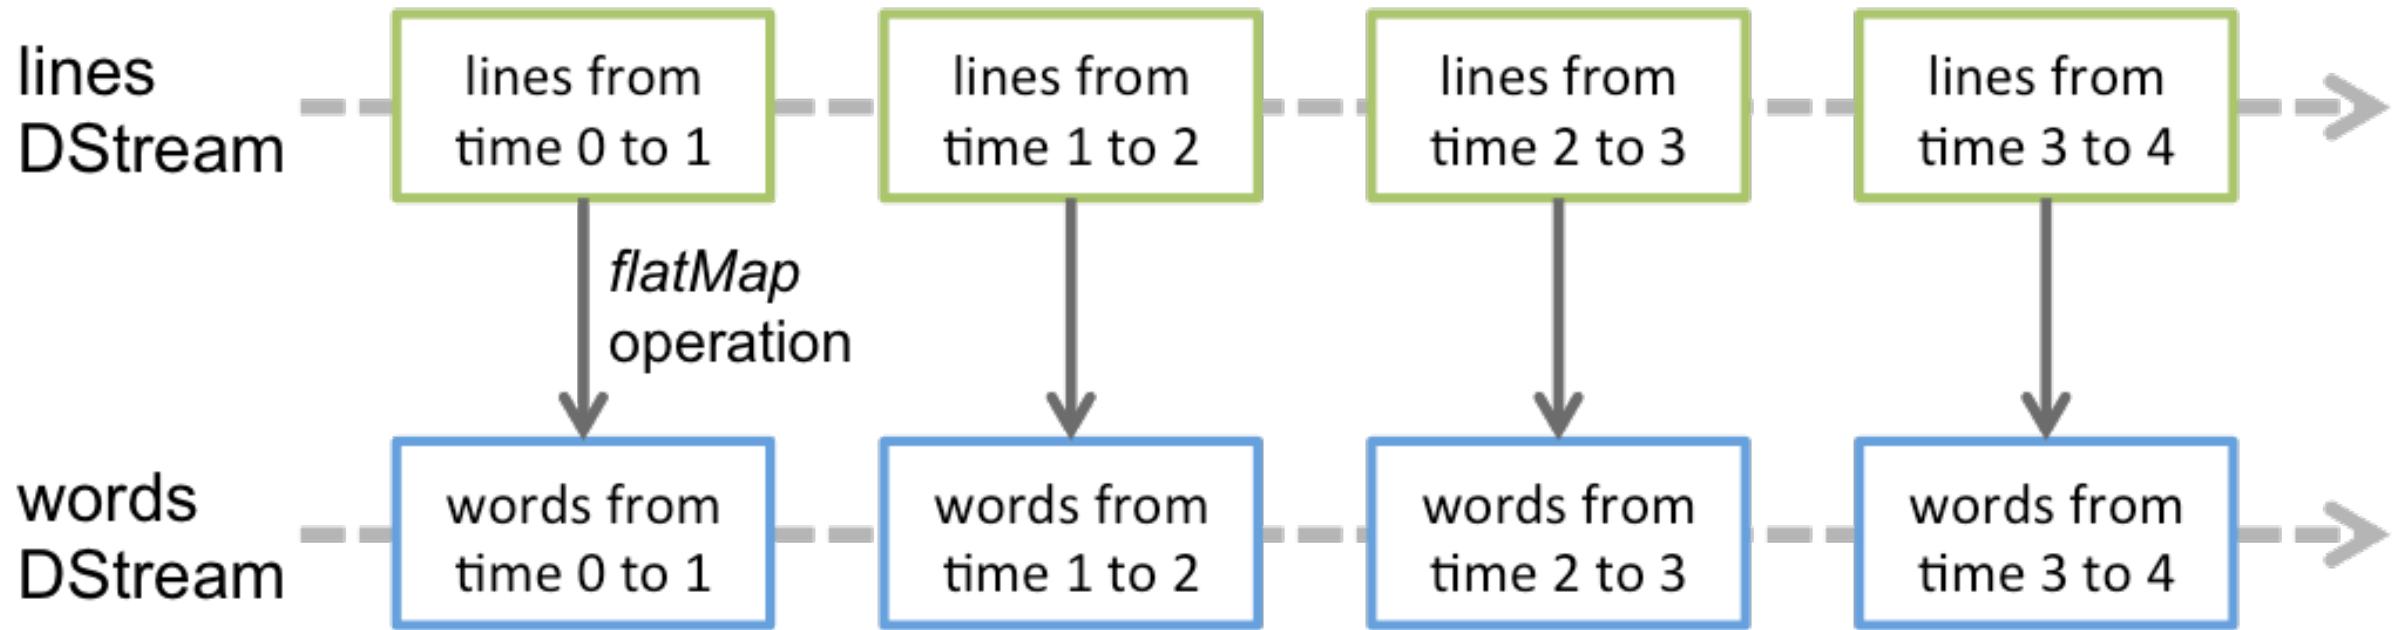 lines
DStream
lines from
time 0 to 1
lines from
time 1 to 2
lines from
time 2 to 3
lines from
time 3 to 4
flatMap
operation
words
DStream
words from
time 0 to 1
words from
time 1 to 2
words from
time 2 to 3
words from
time 3 to 4